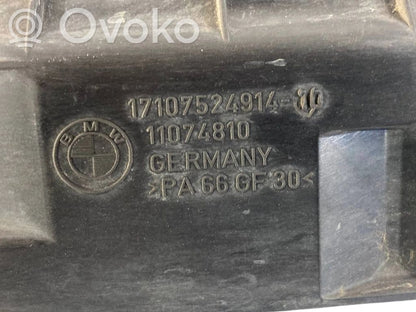 Ovoko
17107524914-
11074810
BMW
GERMANY
>PA 66 GF 30<